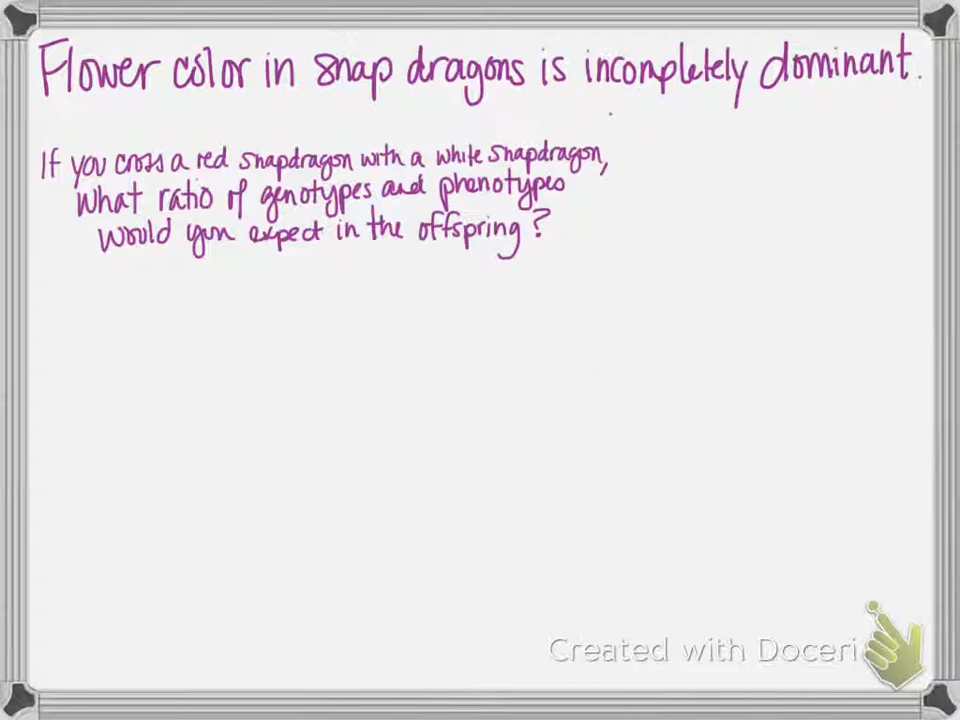 Flower color in snap dragons is incompletely dominant.
If you cross a red snapdragon with a white snapdragon,
what ratio of genotypes and phenotypes
would you expect in the offspring?
Created with Doceri